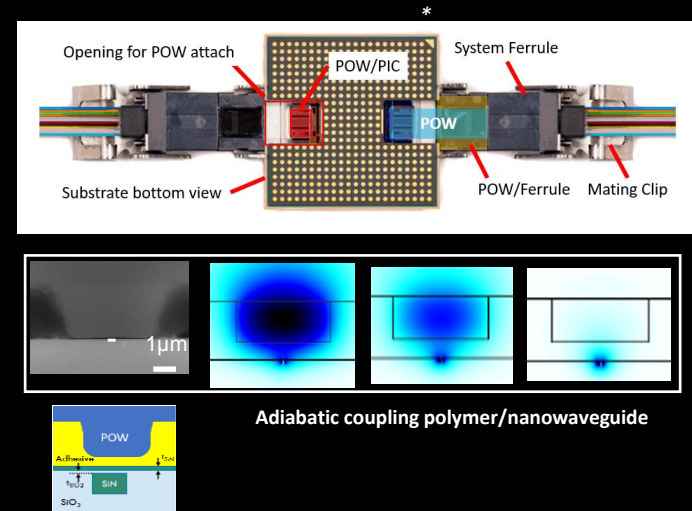 *
Opening for POW attach
System Ferrule
POW/PIC
POW
Substrate bottom view
POW/Ferrule
Mating Clip
1µm
Adiabatic coupling polymer/nanowaveguide
POW
Adhesive
tSiN
tSiO2
SiN
SiO2